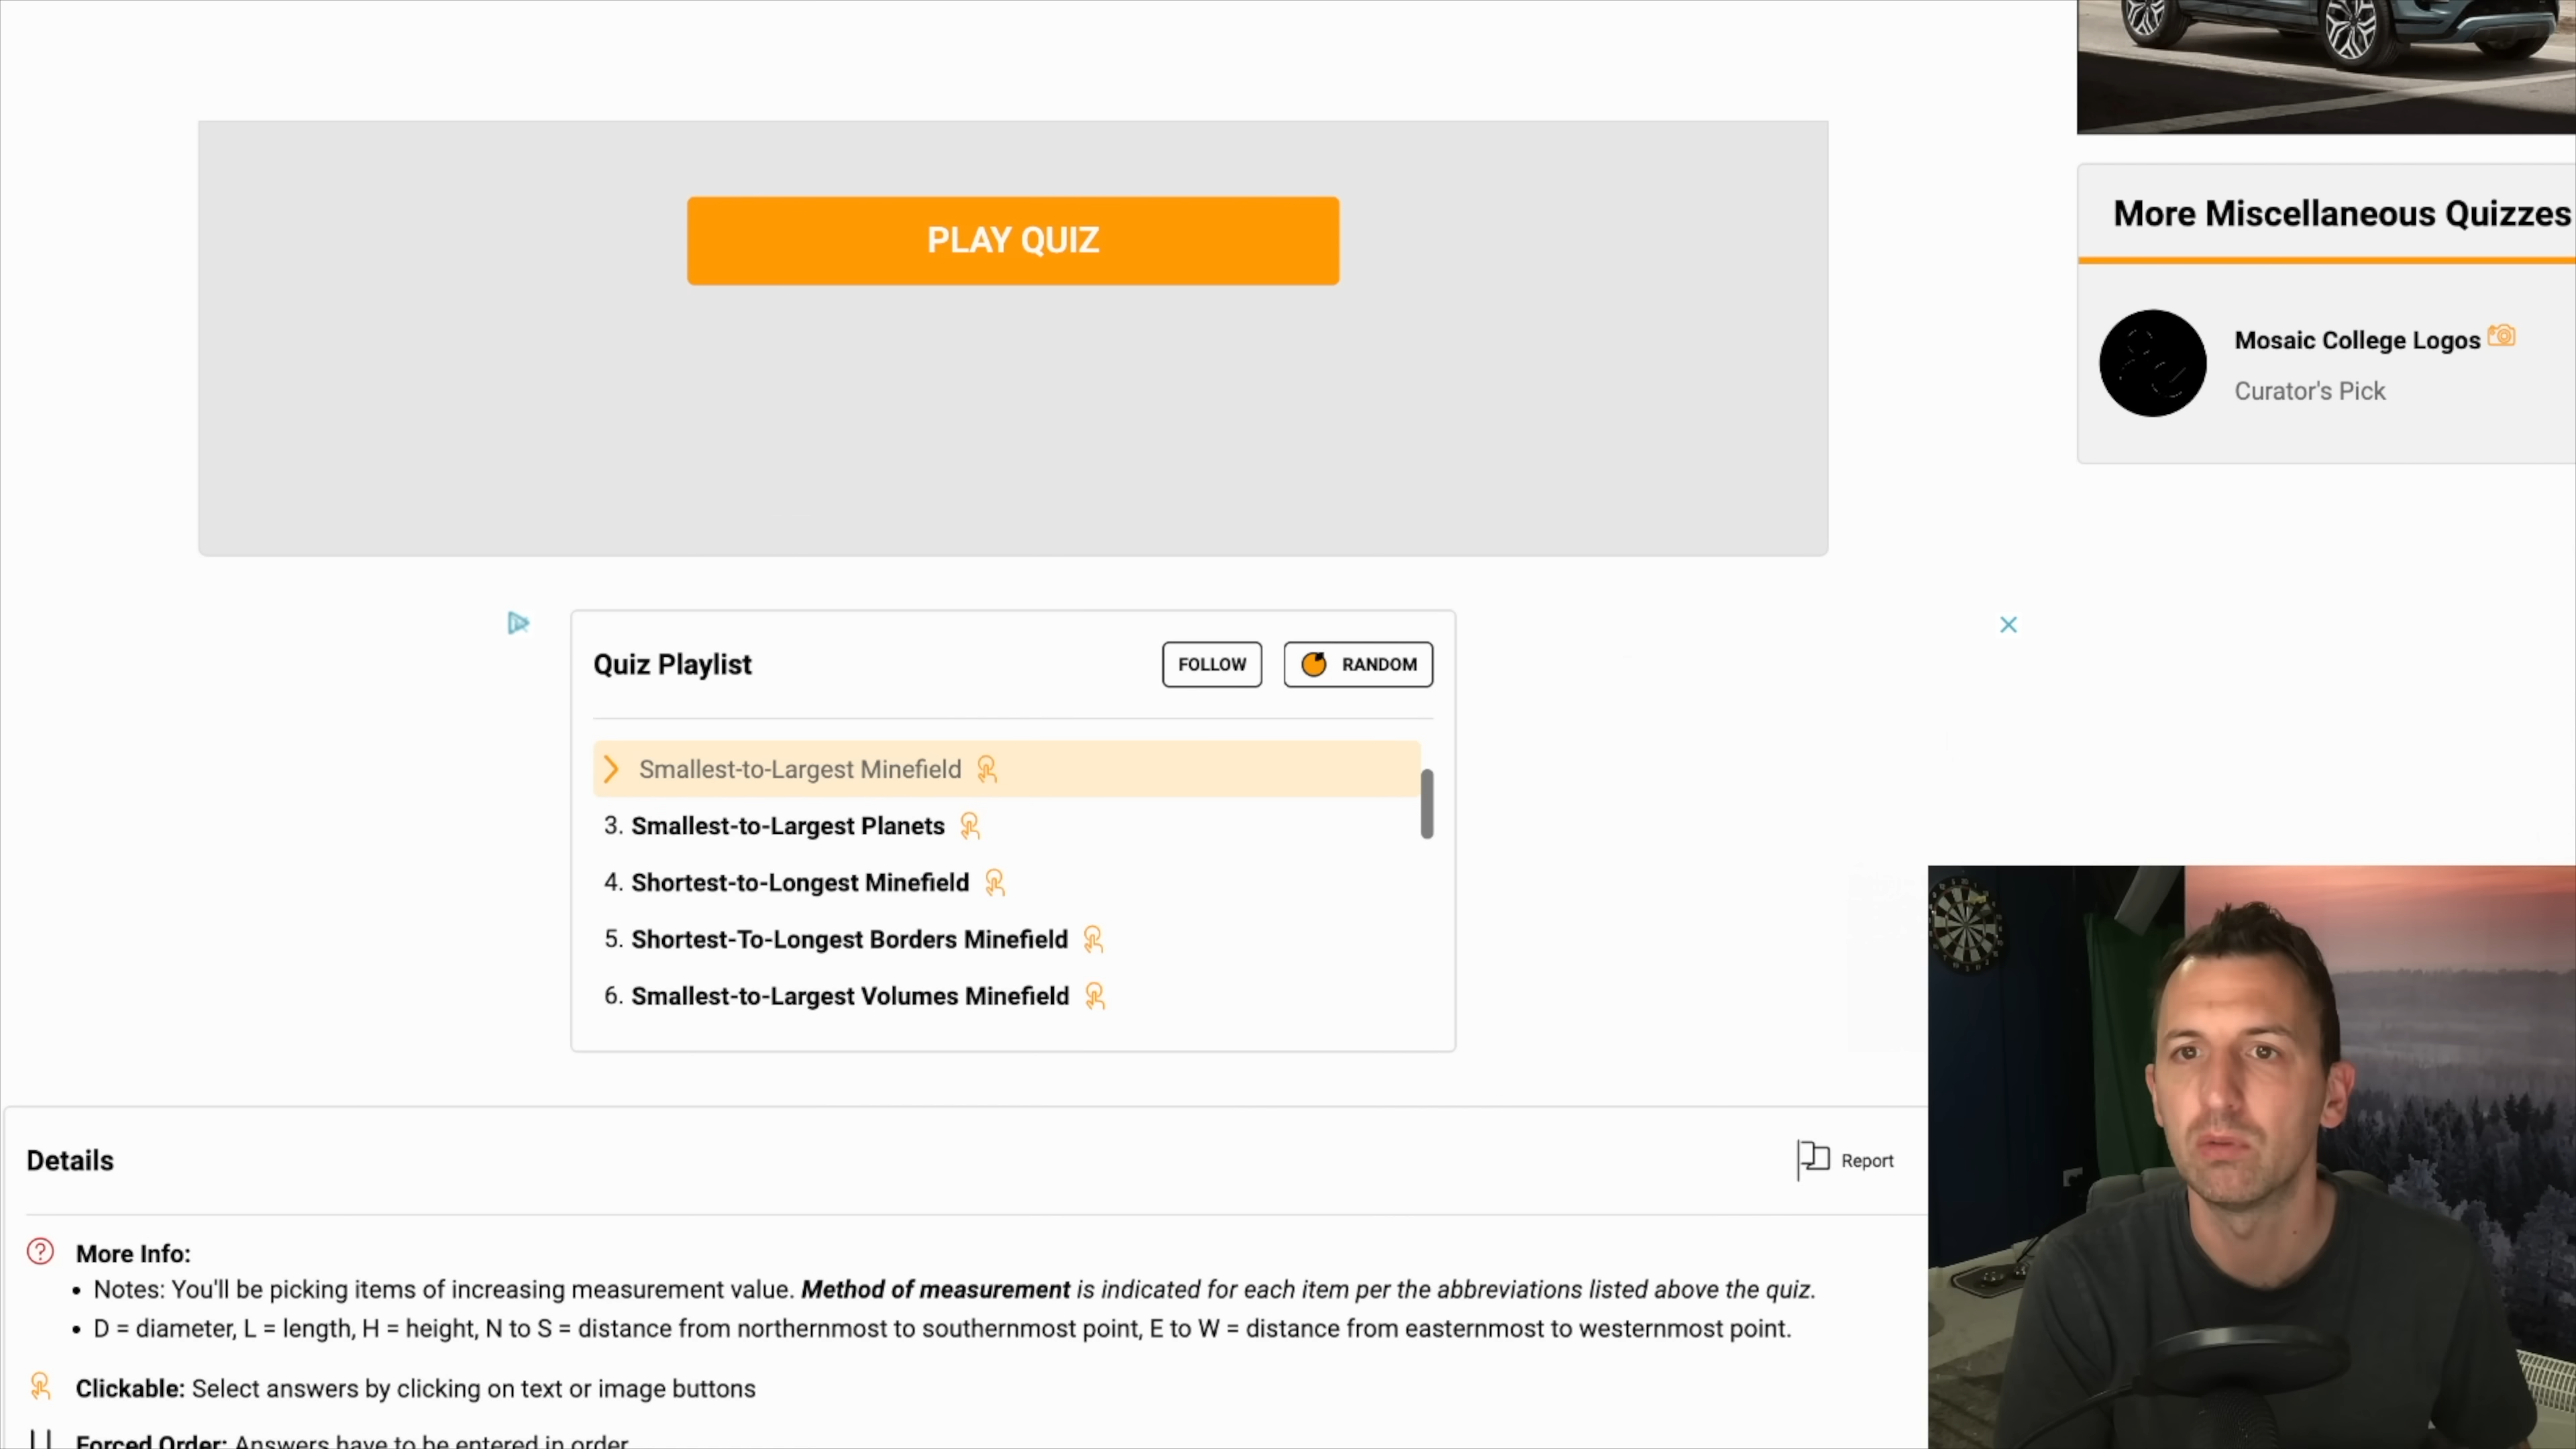 PLAY QUIZ
More Miscellaneous Quizzes
Mosaic College Logos
Curator's Pick
Quiz Playlist
FOLLOW
RANDOM
Smallest-to-Largest Minefield
3. Smallest-to-Largest Planets
4. Shortest-to-Longest Minefield
5. Shortest-To-Longest Borders Minefield
6. Smallest-to-Largest Volumes Minefield
Details
Report
More Info:
• Notes: You'll be picking items of increasing measurement value. Method of measurement is indicated for each item per the abbreviations listed above the quiz.
• D = diameter, L = length, H = height, N to S = distance from northernmost to southernmost point, E to W = distance from easternmost to westernmost point.
Clickable: Select answers by clicking on text or image buttons
Forced Order: Answers have to be entered in order